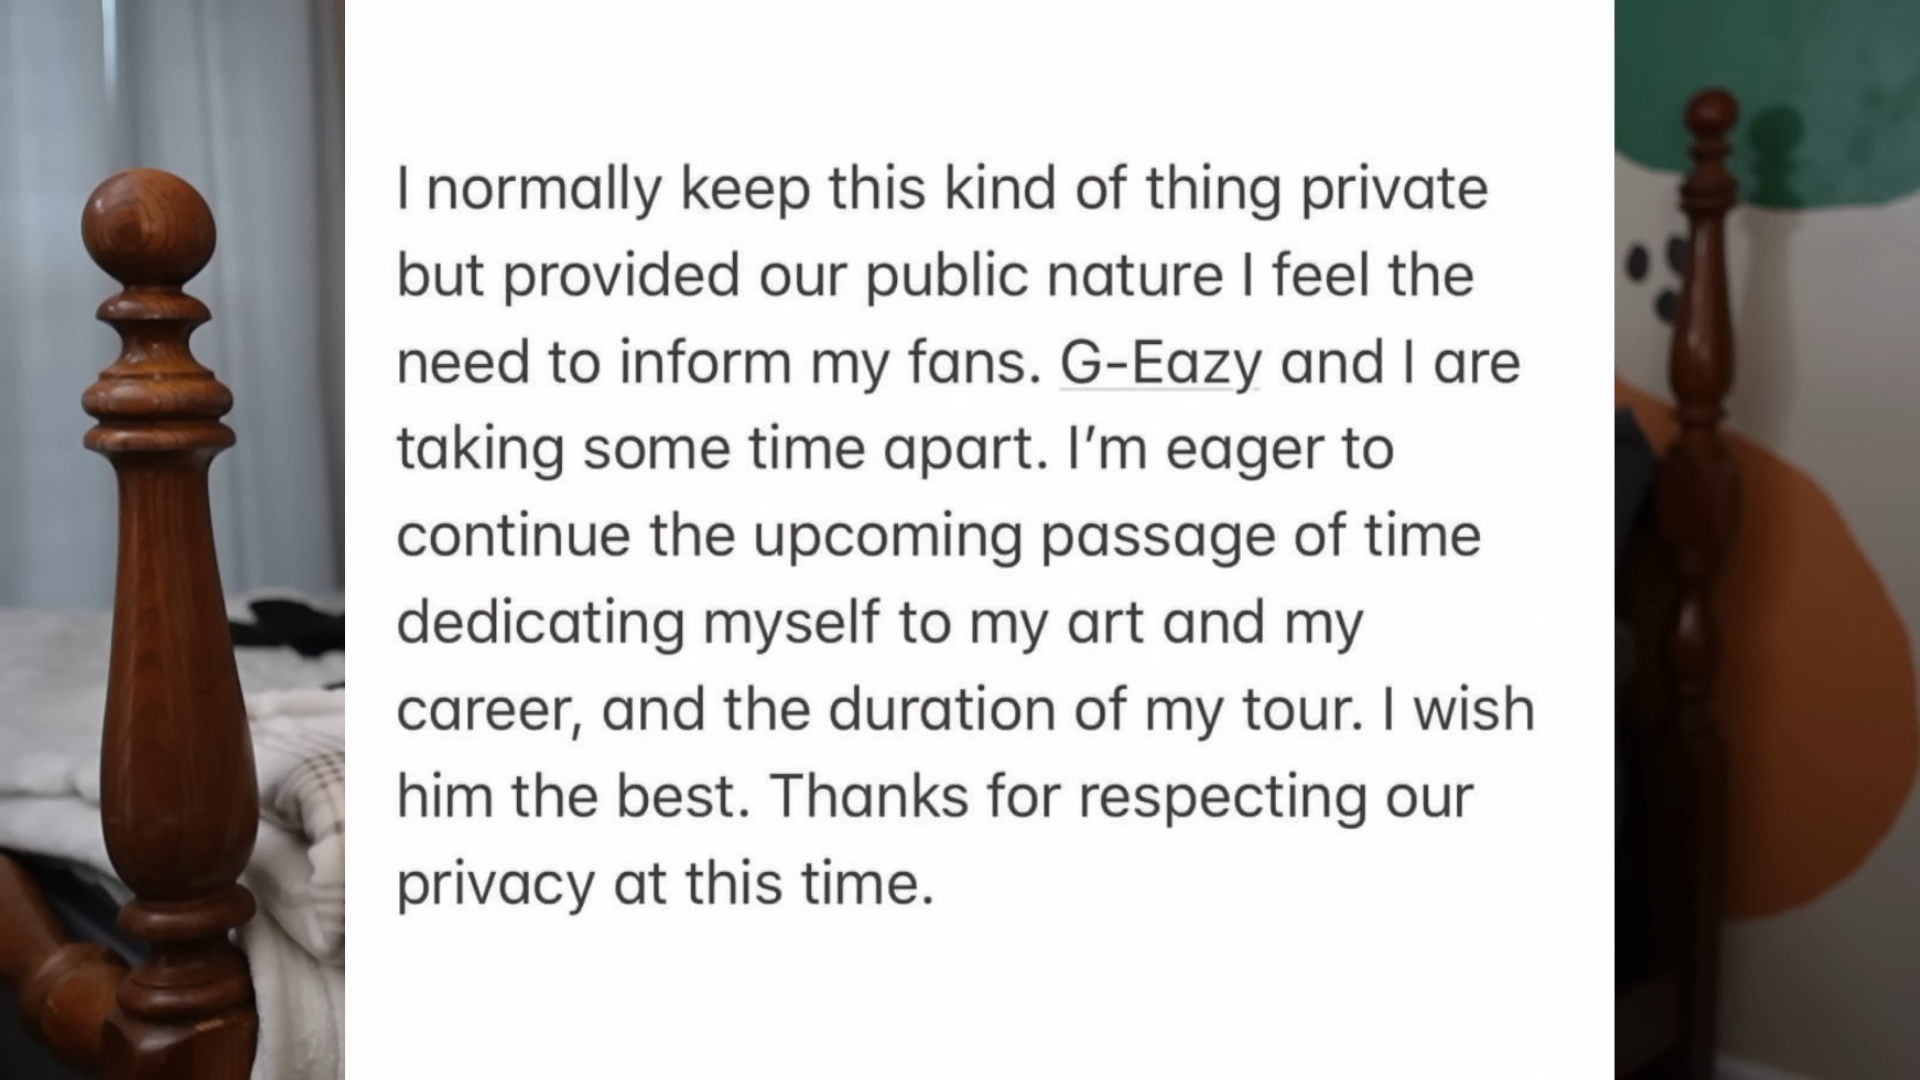 I normally keep this kind of thing private
but provided our public nature I feel the
need to inform my fans. G-Eazy and I are
taking some time apart. I'm eager to
continue the upcoming passage of time
dedicating myself to my art and my
career, and the duration of my tour. I wish
him the best. Thanks for respecting our
privacy at this time.